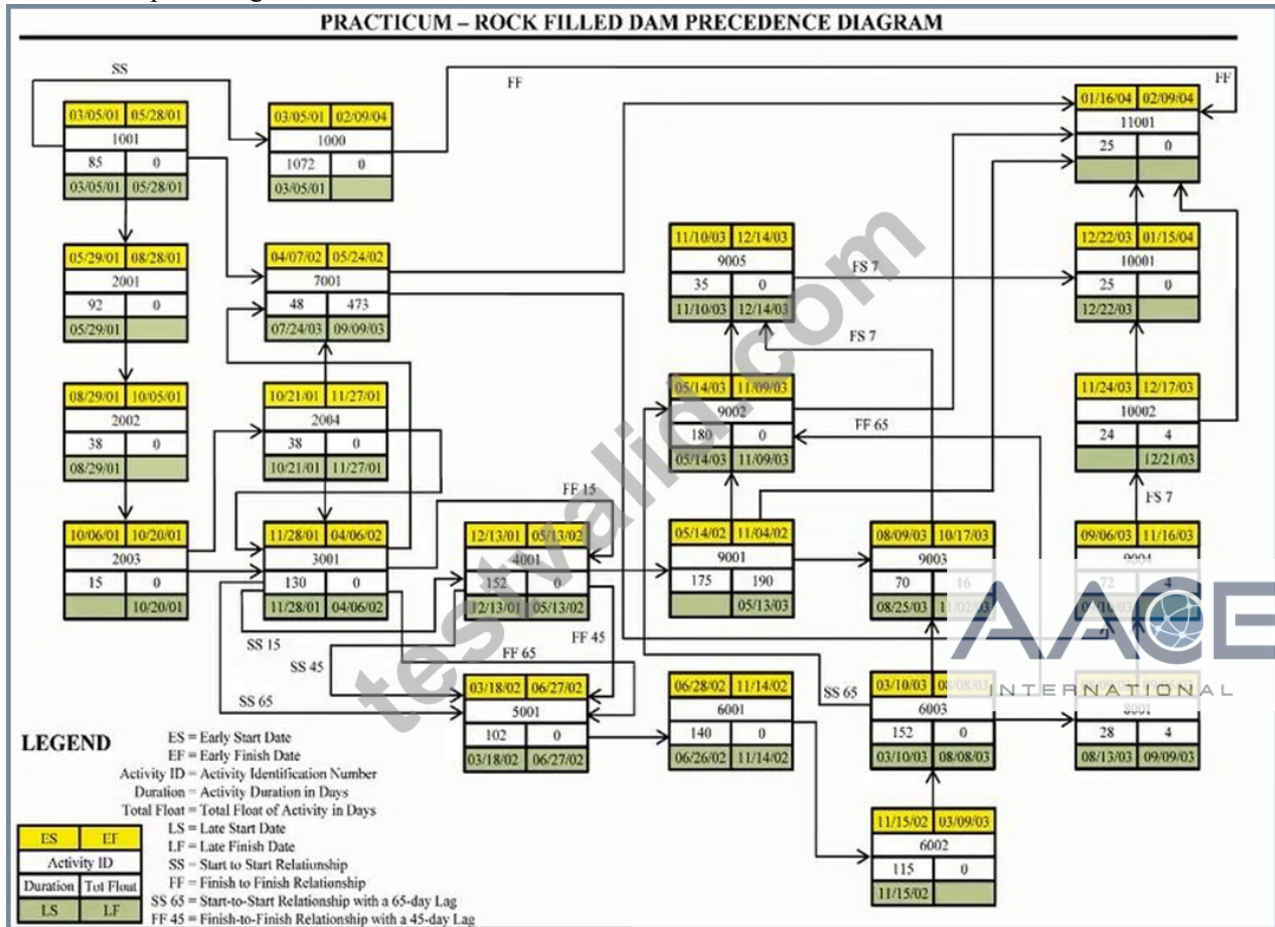 PRACTICUM – ROCK FILLED DAM PRECEDENCE DIAGRAM
SS
FF
FF
03/05/01 05/28/01
1001
85 0
03/05/01 05/28/01
03/05/01 02/09/04
1000
1072 0
03/05/01
01/16/04 02/09/04
11001
25 0
05/29/01 08/28/01
2001
92 0
05/29/01
04/07/02 05/24/02
7001
48 473
07/24/03 09/09/03
11/10/03 12/14/03
9005
35 0
11/10/03 12/14/03
FS 7
12/22/03 01/15/04
10001
25 0
12/22/03
FS 7
08/29/01 10/05/01
2002
38 0
08/29/01
10/21/01 11/27/01
2004
38 0
10/21/01 11/27/01
05/14/03 11/09/03
9002
180 0
05/14/03 11/09/03
FF 65
11/24/03 12/17/03
10002
24 4
12/21/03
FF 15
FS 7
10/06/01 10/20/01
2003
15 0
10/20/01
11/28/01 04/06/02
3001
130 0
11/28/01 04/06/02
12/13/01 05/13/02
4001
152 0
12/13/01 05/13/02
05/14/02 11/04/02
9001
175 190
05/13/03
08/09/03 10/17/03
9003
70 16
08/25/03 11/02/03
09/06/03 11/16/03
9004
72 4
SS 15
SS 45
FF 65
FF 45
SS 65
SS 65
03/18/02 06/27/02
5001
102 0
03/18/02 06/27/02
06/28/02 11/14/02
6001
140 0
06/26/02 11/14/02
03/10/03 08/08/03
6003
152 0
03/10/03 08/08/03
8001
28 4
08/13/03 09/09/03
11/15/02 03/09/03
6002
115 0
11/15/02
LEGEND
ES = Early Start Date
EF = Early Finish Date
Activity ID = Activity Identification Number
Duration = Activity Duration in Days
Total Float = Total Float of Activity in Days
LS = Late Start Date
LF = Late Finish Date
SS = Start to Start Relationship
FF = Finish to Finish Relationship
SS 65 = Start-to-Start Relationship with a 65-day Lag
FF 45 = Finish-to-Finish Relationship with a 45-day Lag
ES EF
Activity ID
Duration Tot Float
LS LF
testvalid.com
AACE
INTERNATIONAL